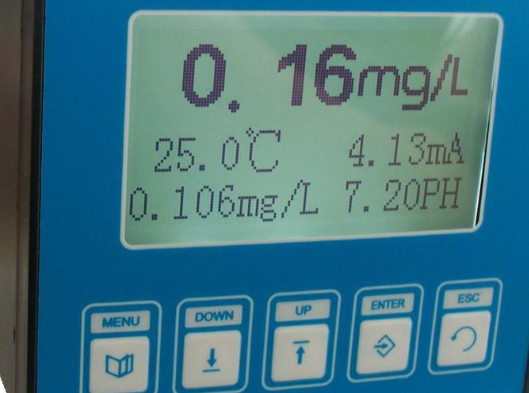 0.16mg/L
25.0℃ 4.13mA
0.106mg/L 7.20PH
MENU DOWN UP ENTER ESC